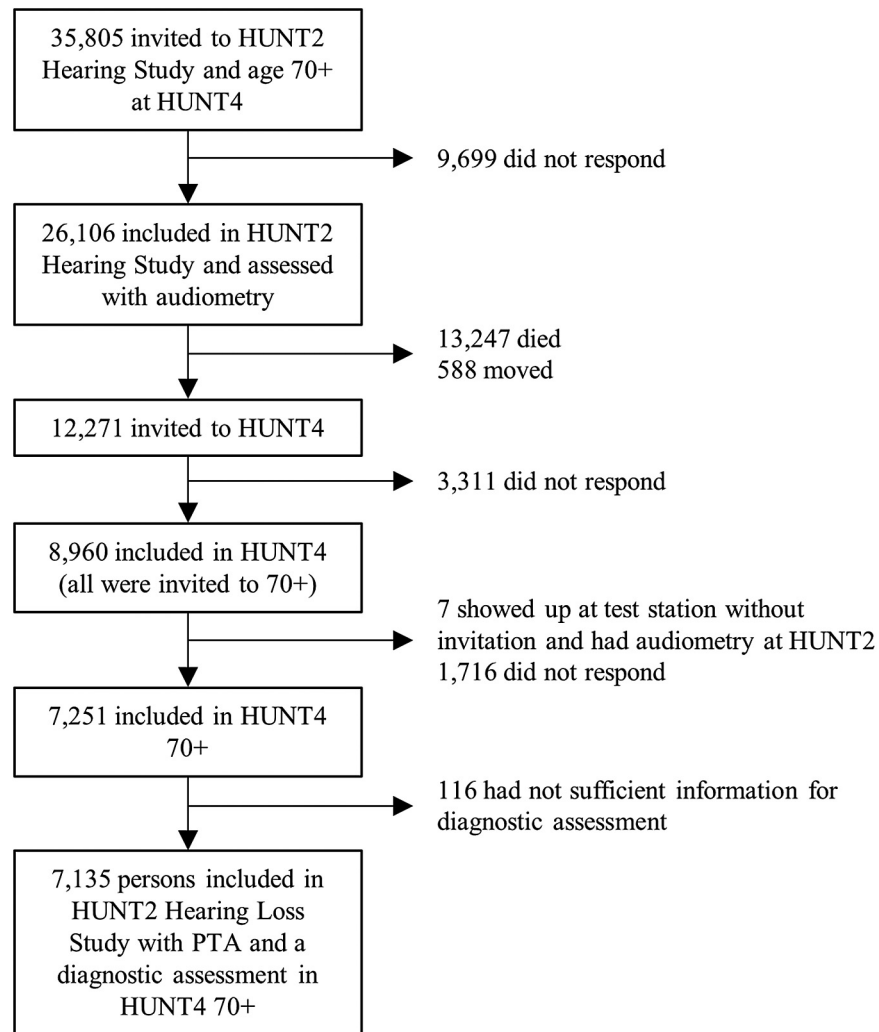 35,805 invited to HUNT2
Hearing Study and age 70+
at HUNT4
9,699 did not respond
26,106 included in HUNT2
Hearing Study and assessed
with audiometry
13,247 died
588 moved
12,271 invited to HUNT4
3,311 did not respond
8,960 included in HUNT4
(all were invited to 70+)
7 showed up at test station without
invitation and had audiometry at HUNT2
1,716 did not respond
7,251 included in HUNT4
70+
116 had not sufficient information for
diagnostic assessment
7,135 persons included in
HUNT2 Hearing Loss
Study with PTA and a
diagnostic assessment in
HUNT4 70+